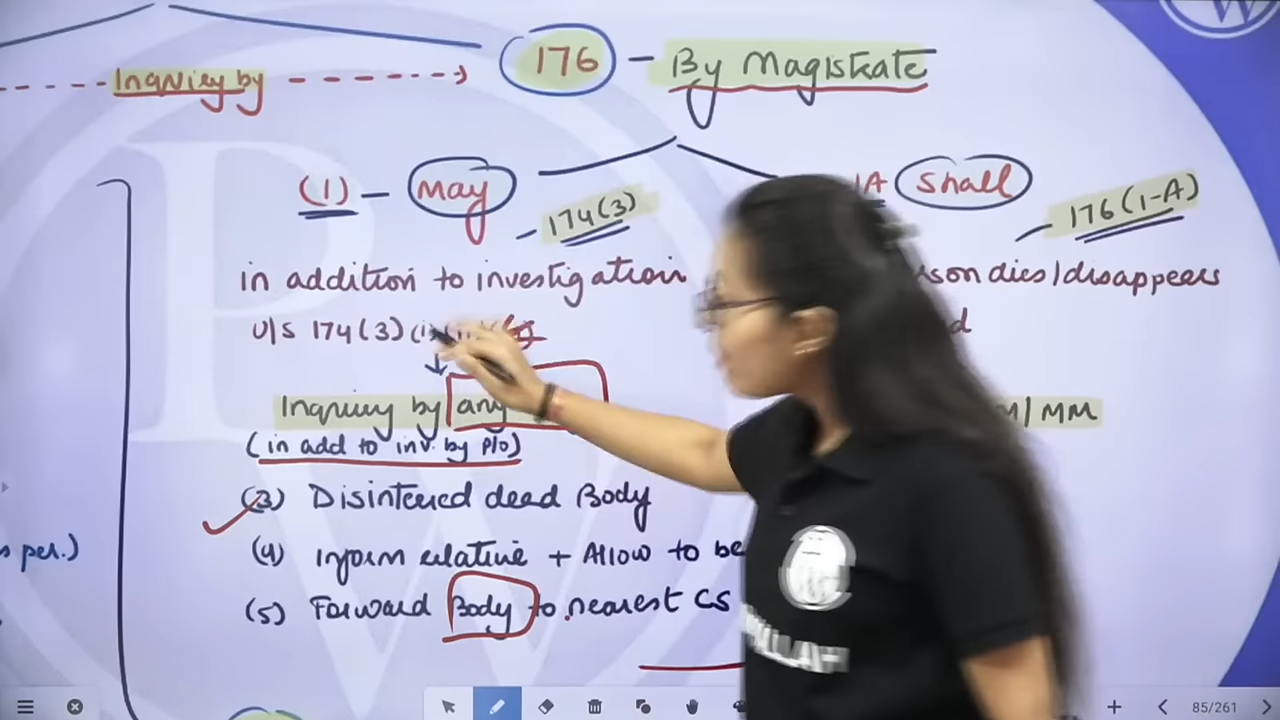 Inquiry by
176 - By Magistrate
(1) - May
174(3)
1A Shall
176(1-A)
in addition to investigation
U/S 174(3)
son dies/disappears
Inquiry by any
/MM
(in add to inv. by P/o)
(3) Disintered dead Body
(4) inform relative + Allow to be
s per.)
(5) Forward Body to nearest CS
W
85/261